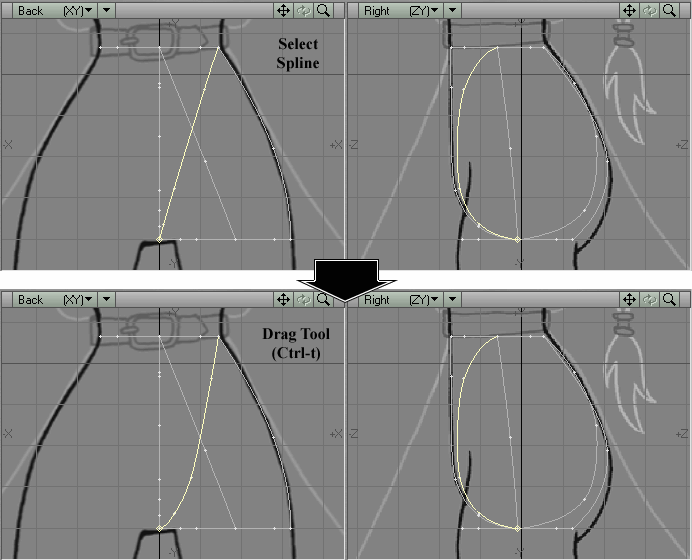 Back (XY)
Right (ZY)
Select
Spline
Y
Y
-X
+X
-Z
+Z
-Y
-Y
Back (XY)
Right (ZY)
Drag Tool
(Ctrl-t)
-X
+X
-Z
+Z